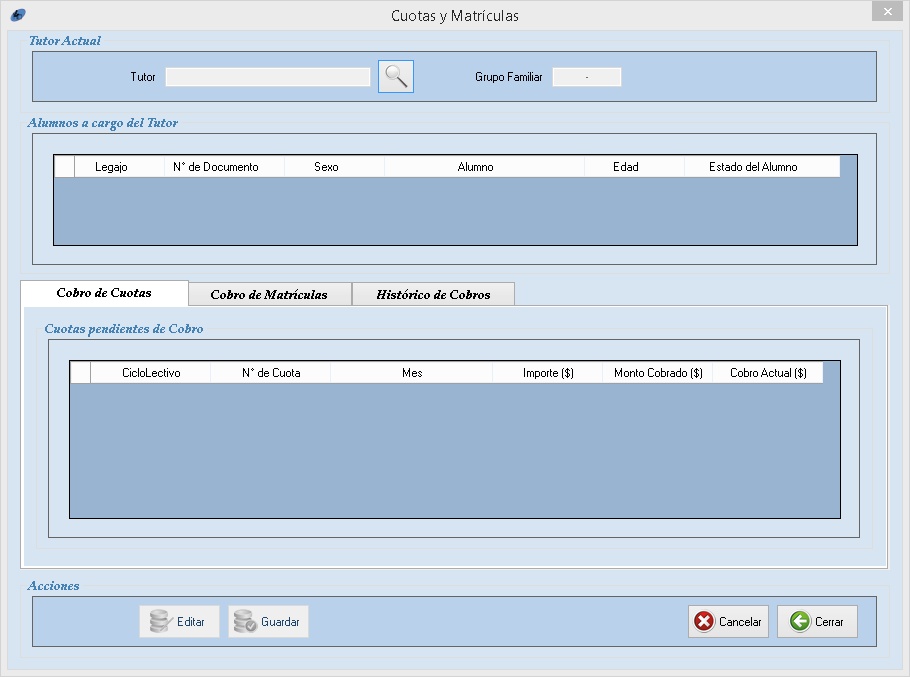 Cuotas y Matrículas
Tutor Actual
Tutor
Grupo Familiar
-
Alumnos a cargo del Tutor
Legajo N° de Documento Sexo Alumno Edad Estado del Alumno
Cobro de Cuotas Cobro de Matrículas Histórico de Cobros
Cuotas pendientes de Cobro
CicloLectivo N° de Cuota Mes Importe ($) Monto Cobrado ($) Cobro Actual ($)
Acciones
Editar Guardar Cancelar Cerrar